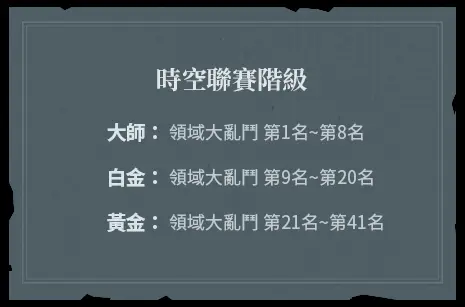 時空聯賽階級
大師： 領域大亂鬥 第1名~第8名
白金： 領域大亂鬥 第9名~第20名
黃金： 領域大亂鬥 第21名~第41名